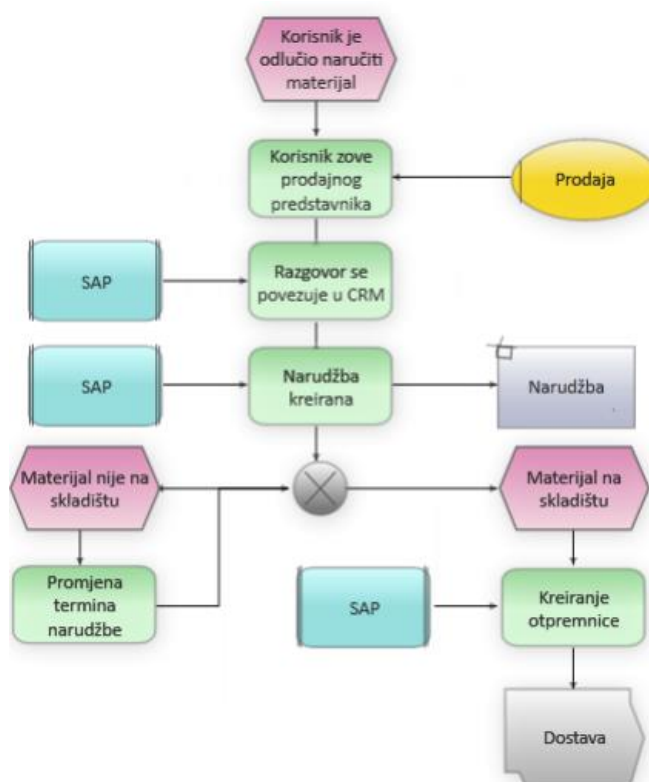 Korisnik je
odlučio naručiti
materijal
Korisnik zove
prodajnog
predstavnika
Prodaja
SAP
Razgovor se
povezuje u CRM
SAP
Narudžba
kreirana
Narudžba
Materijal nije na
skladištu
Materijal na
skladištu
Promjena
termina
narudžbe
SAP
Kreiranje
otpremnice
Dostava